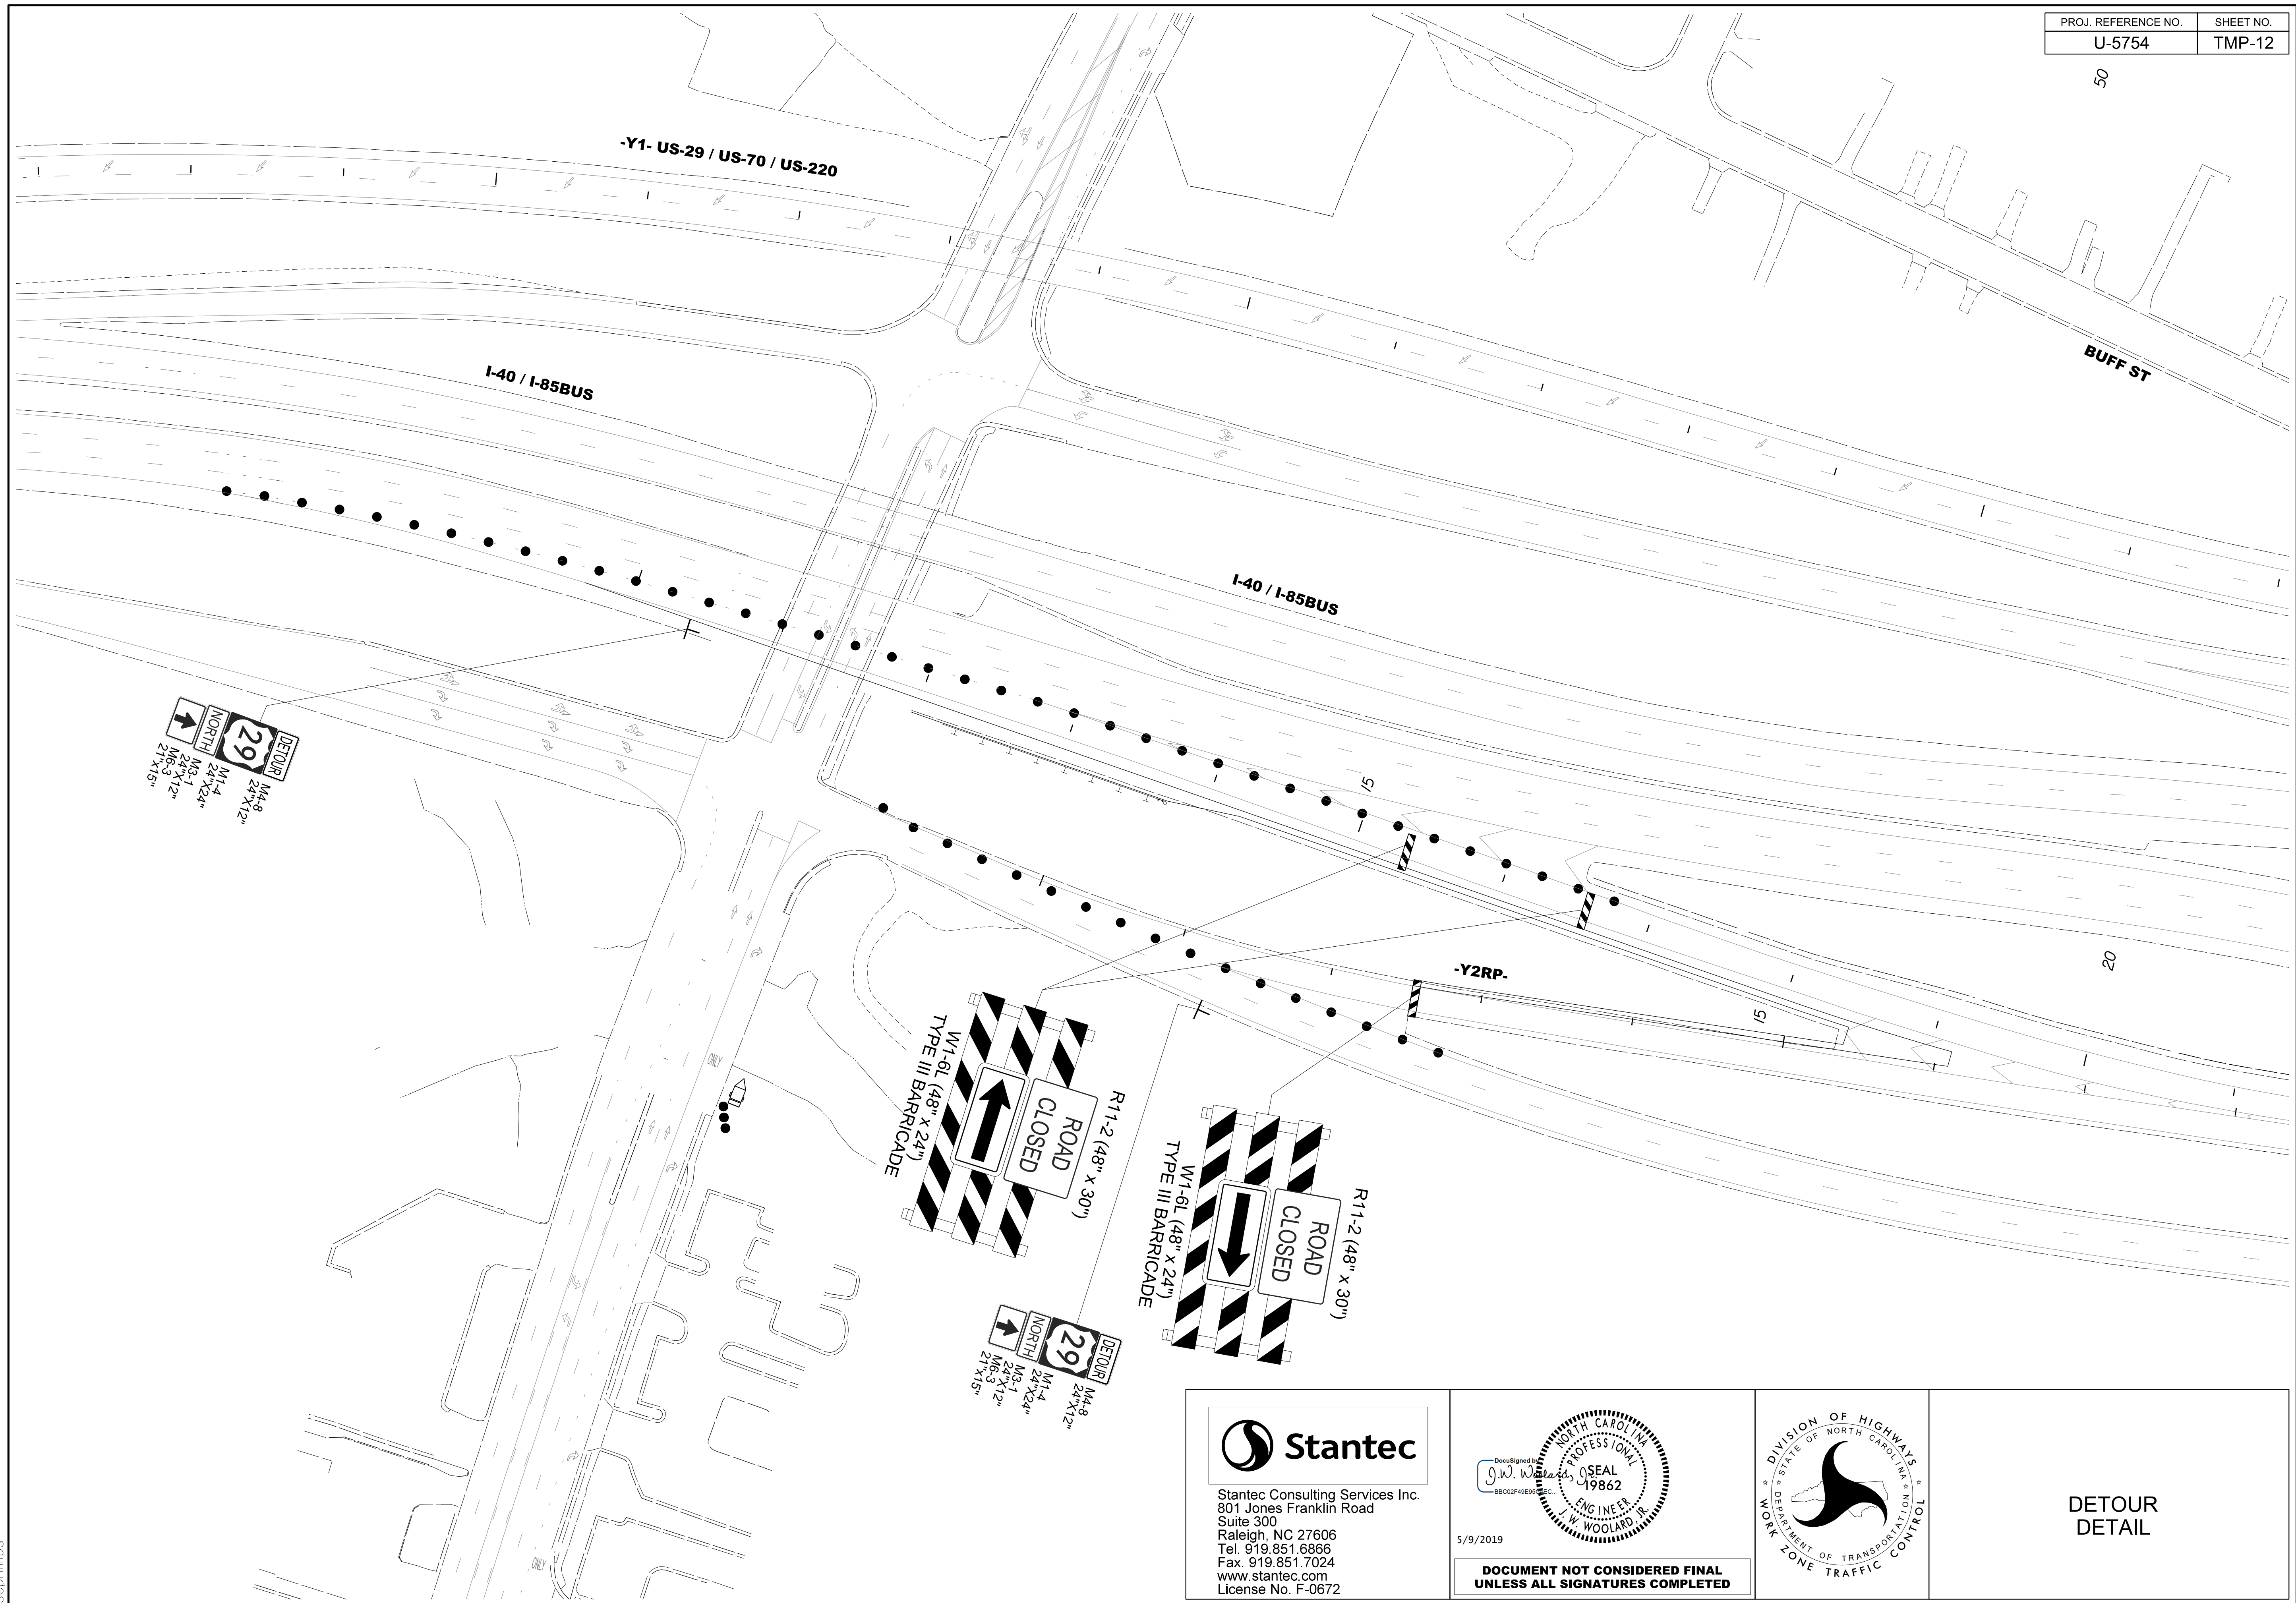 PROJ. REFERENCE NO.
SHEET NO.
U-5754
TMP-12
50
-Y1- US-29 / US-70 / US-220
BUFF ST
I-40 / I-85BUS
I-40 / I-85BUS
15
20
-Y2RP-
15
DETOUR
29
NORTH
M4-8
24"X12"
M1-4
24"X24"
M3-1
24"X12"
M6-3
21"x15"
ONLY
ROAD
CLOSED
R11-2 (48" x 30")
W1-6L (48" x 24")
TYPE III BARRICADE
ROAD
CLOSED
R11-2 (48" x 30")
W1-6L (48" x 24")
TYPE III BARRICADE
DETOUR
29
NORTH
M4-8
24"X12"
M1-4
24"X24"
M3-1
24"X12"
M6-3
21"x15"
ONLY
Stantec
Stantec Consulting Services Inc.
801 Jones Franklin Road
Suite 300
Raleigh, NC 27606
Tel. 919.851.6866
Fax. 919.851.7024
www.stantec.com
License No. F-0672
DocuSigned by
J.W. Woolard, Jr.
NORTH CAROLINA
PROFESSIONAL
SEAL
19862
ENGINEER
J. W. WOOLARD, JR.
5/9/2019
DOCUMENT NOT CONSIDERED FINAL
UNLESS ALL SIGNATURES COMPLETED
DIVISION OF HIGHWAYS
STATE OF NORTH CAROLINA
DEPARTMENT OF TRANSPORTATION
WORK ZONE TRAFFIC CONTROL
DETOUR
DETAIL